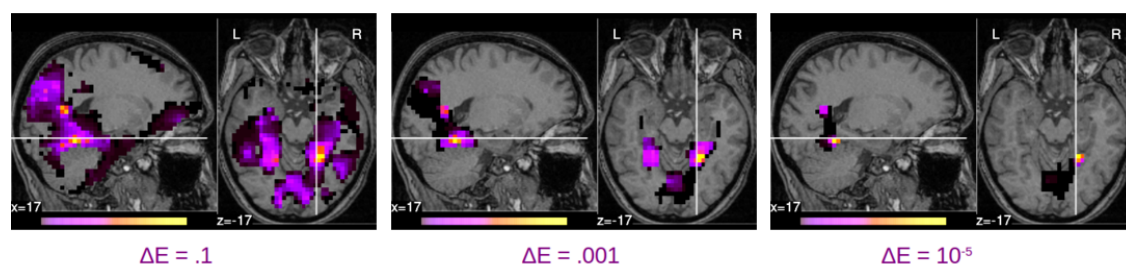 L R
x=17 z=-17
ΔE = .1
L R
x=17 z=-17
ΔE = .001
L R
x=17 z=-17
ΔE = 10⁻⁵